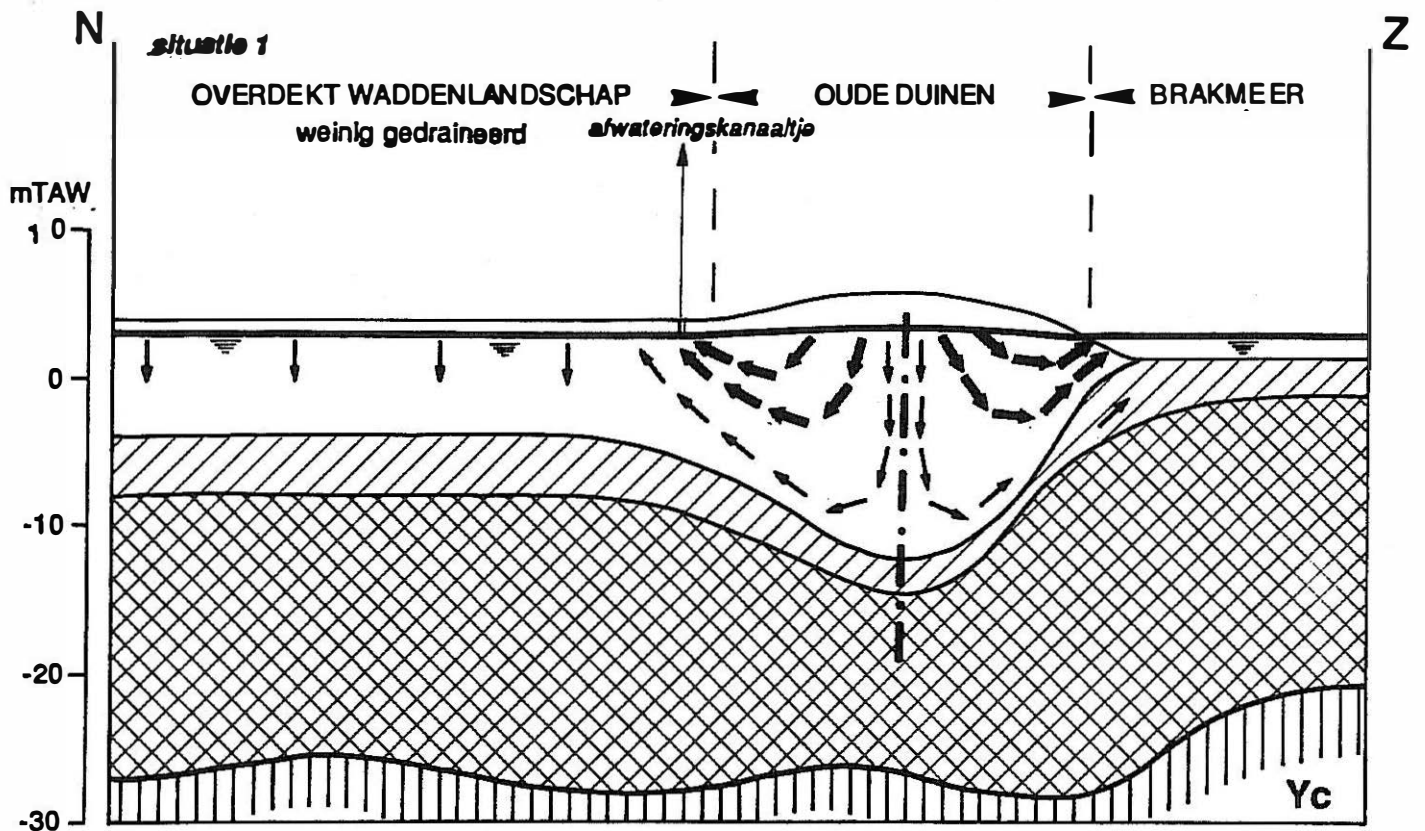 N
Z
situatie 1
OVERDEKT WADDENLANDSCHAP
OUDE DUINEN
BRAKMEER
weinig gedraineerd
afwateringskanaaltje
mTAW
10
0
-10
-20
-30
Yc